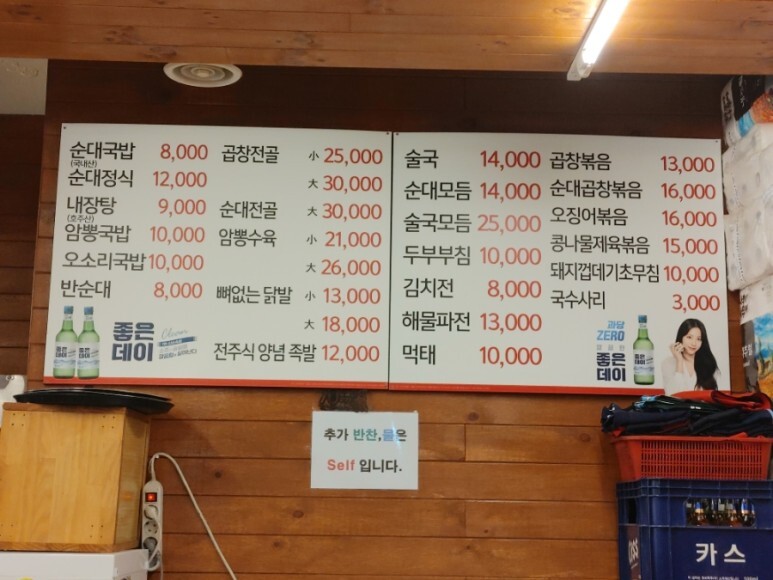 순대국밥 8,000
(국내산)
순대정식 12,000
내장탕 9,000
(호주산)
암뽕국밥 10,000
오소리국밥 10,000
반순대 8,000
곱창전골 小 25,000
大 30,000
순대전골 大 30,000
암뽕수육 小 21,000
大 26,000
뼈없는 닭발 小 13,000
大 18,000
전주식 양념 족발 12,000
좋은
데이
술국 14,000
순대모듬 14,000
술국모듬 25,000
두부부침 10,000
김치전 8,000
해물파전 13,000
먹태 10,000
곱창볶음 13,000
순대곱창볶음 16,000
오징어볶음 16,000
콩나물제육볶음 15,000
돼지껍데기초무침 10,000
국수사리 3,000
과당
ZERO
좋은
데이
추가 반찬,물은
Self 입니다.
카스